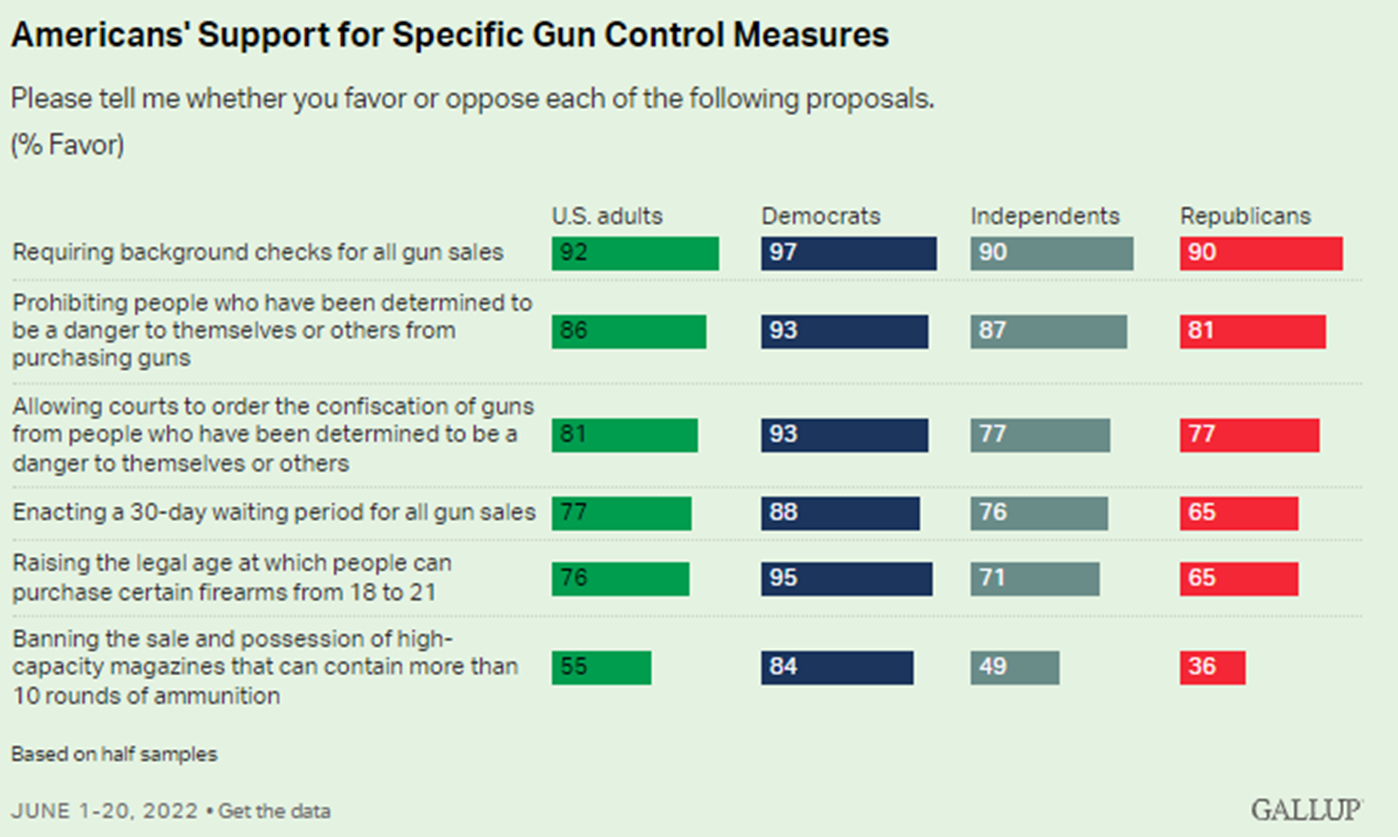 Americans' Support for Specific Gun Control Measures
Please tell me whether you favor or oppose each of the following proposals.
(% Favor)
U.S. adults Democrats Independents Republicans
Requiring background checks for all gun sales 92 97 90 90
Prohibiting people who have been determined to
be a danger to themselves or others from 86 93 87 81
purchasing guns
Allowing courts to order the confiscation of guns
from people who have been determined to be a 81 93 77 77
danger to themselves or others
Enacting a 30-day waiting period for all gun sales 77 88 76 65
Raising the legal age at which people can
purchase certain firearms from 18 to 21 76 95 71 65
Banning the sale and possession of high-
capacity magazines that can contain more than 55 84 49 36
10 rounds of ammunition
Based on half samples
JUNE 1-20, 2022 • Get the data GALLUP